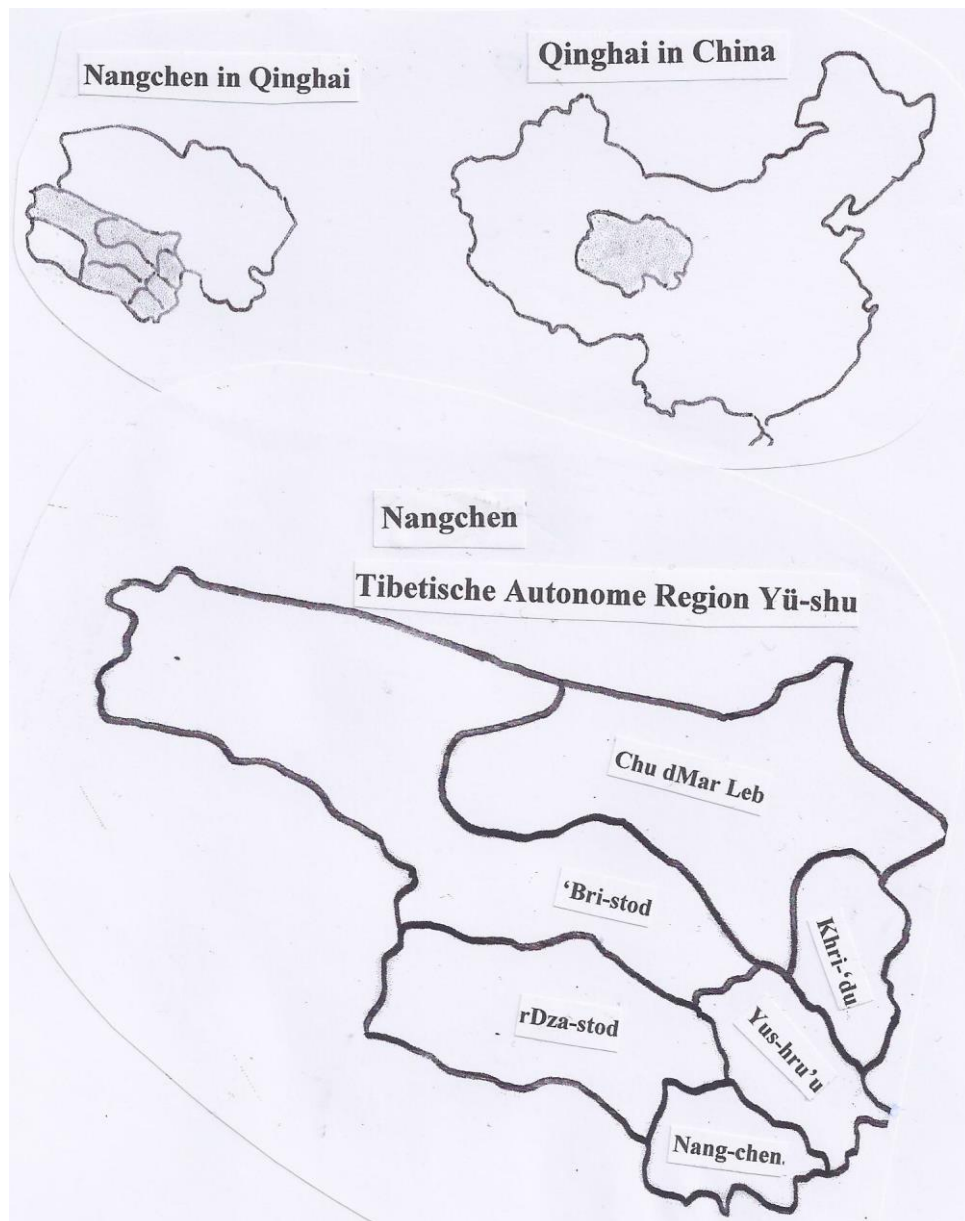 Nangchen in Qinghai
Qinghai in China
Nangchen
Tibetische Autonome Region Yü-shu
Chu dMar Leb
‘Bri-stod
Khri-‘du
rDza-stod
Yus-hru’u
Nang-chen.